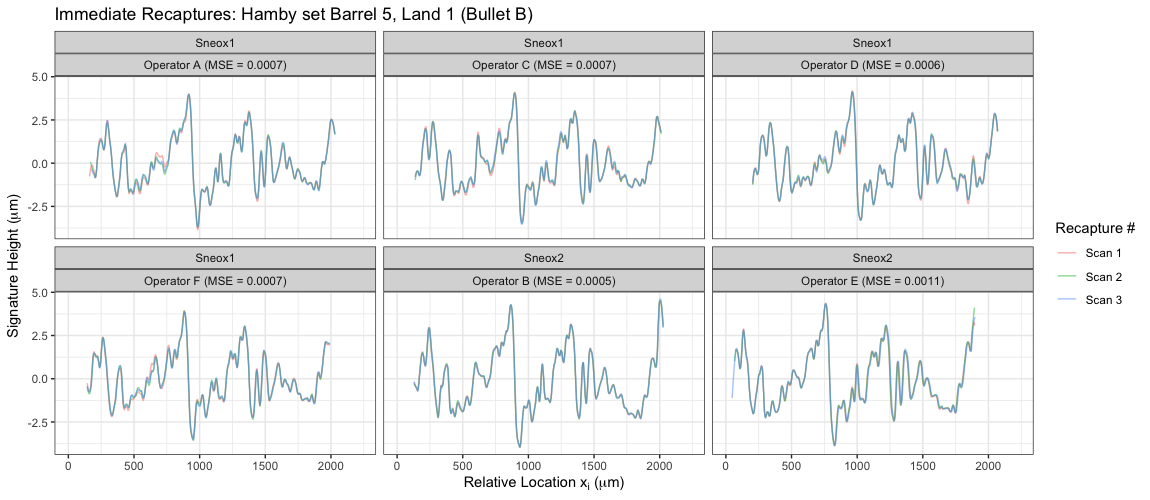 Immediate Recaptures: Hamby set Barrel 5, Land 1 (Bullet B)
Sneox1 Sneox1 Sneox1
Operator A (MSE = 0.0007) Operator C (MSE = 0.0007) Operator D (MSE = 0.0006)
5.0
2.5
0.0
-2.5
Sneox1 Sneox2 Sneox2
Operator F (MSE = 0.0007) Operator B (MSE = 0.0005) Operator E (MSE = 0.0011)
5.0
2.5
0.0
-2.5
0 500 1000 1500 2000 0 500 1000 1500 2000 0 500 1000 1500 2000
Relative Location xᵢ (μm)
Signature Height (μm)
Recapture #
Scan 1
Scan 2
Scan 3